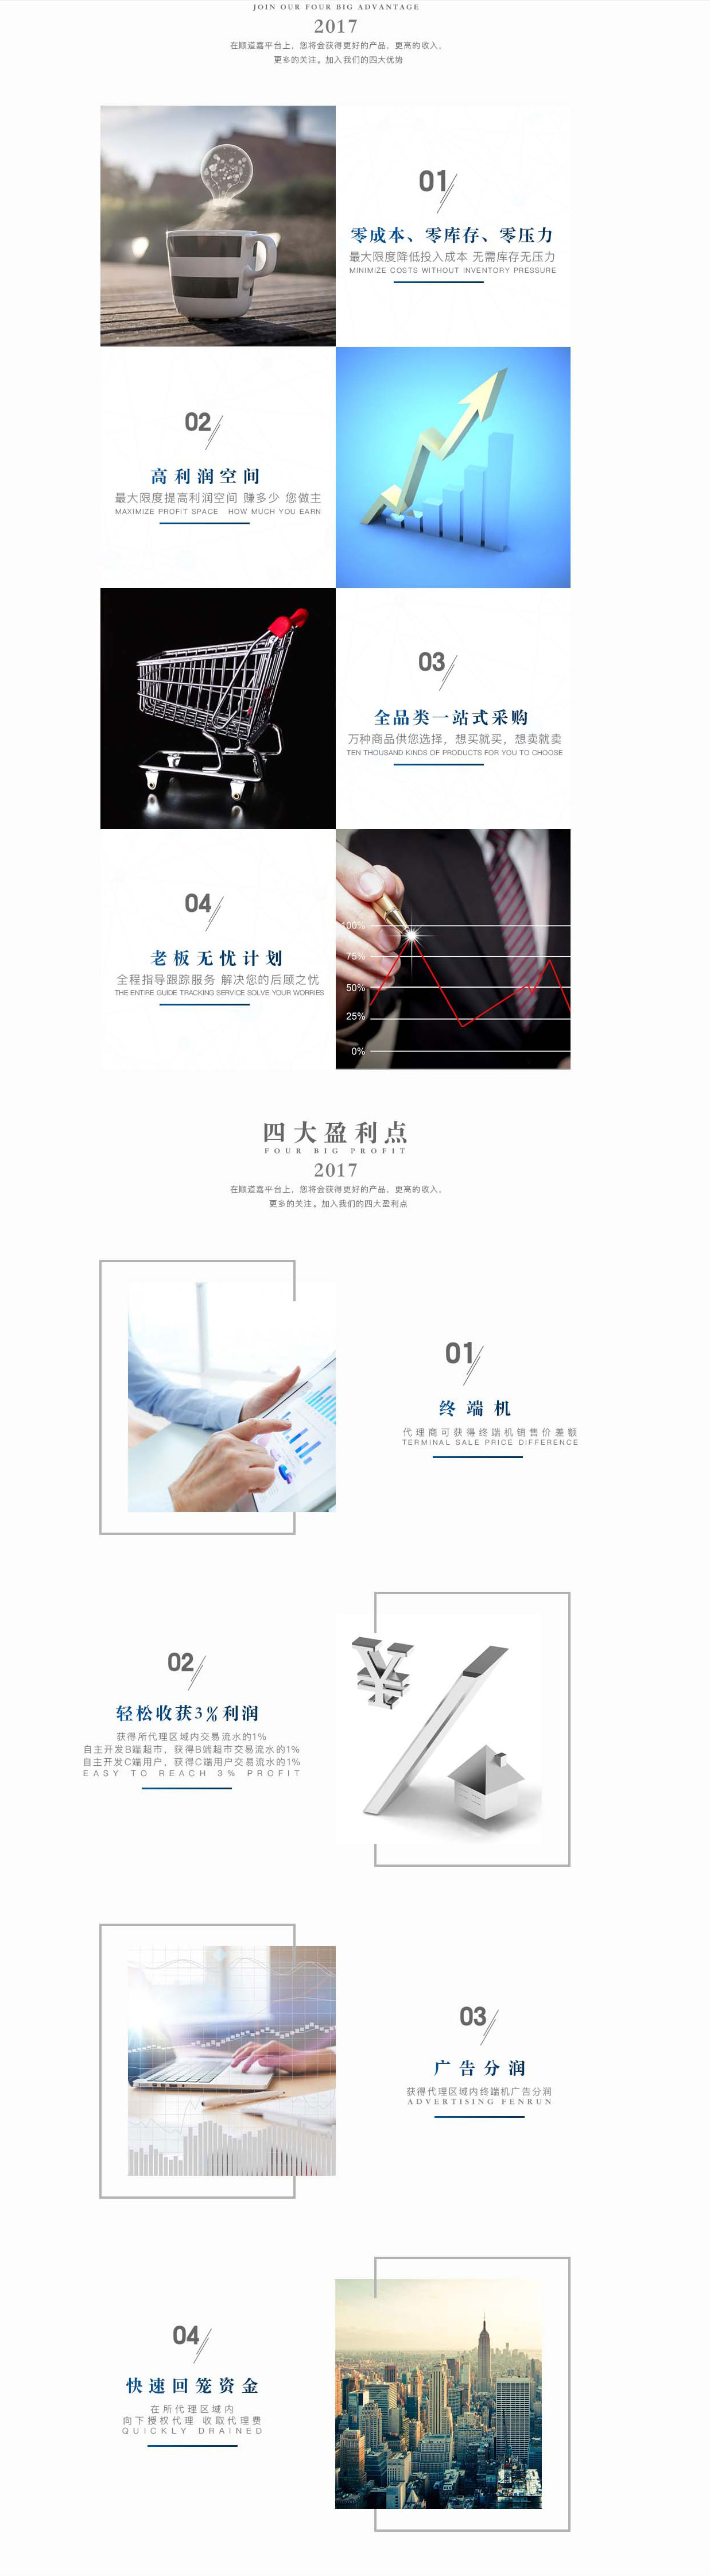 JOIN OUR FOUR BIG ADVANTAGE
2017
在顺道嘉平台上，您将会获得更好的产品，更高的收入，
更多的关注。加入我们的四大优势
01
零成本、零库存、零压力
最大限度降低投入成本 无需库存无压力
MINIMIZE COSTS WITHOUT INVENTORY PRESSURE
02
高利润空间
最大限度提高利润空间 赚多少 您做主
MAXIMIZE PROFIT SPACE HOW MUCH YOU EARN
03
全品类一站式采购
万种商品供您选择，想买就买，想卖就卖
TEN THOUSAND KINDS OF PRODUCTS FOR YOU TO CHOOSE
04
老板无忧计划
全程指导跟踪服务 解决您的后顾之忧
THE ENTIRE GUIDE TRACKING SERVICE SOLVE YOUR WORRIES
100%
75%
50%
25%
0%
四大盈利点
FOUR BIG PROFIT
2017
在顺道嘉平台上，您将会获得更好的产品，更高的收入，
更多的关注。加入我们的四大盈利点
01
终端机
代理商可获得终端机销售价差额
TERMINAL SALE PRICE DIFFERENCE
02
轻松收获3%利润
获得所代理区域内交易流水的1%
自主开发B端超市，获得B端超市交易流水的1%
自主开发C端用户，获得C端用户交易流水的1%
EASY TO REACH 3% PROFIT
¥
03
广告分润
获得代理区域内终端机广告分润
ADVERTISING FENRUN
04
快速回笼资金
在所代理区域内
向下授权代理 收取代理费
QUICKLY DRAINED